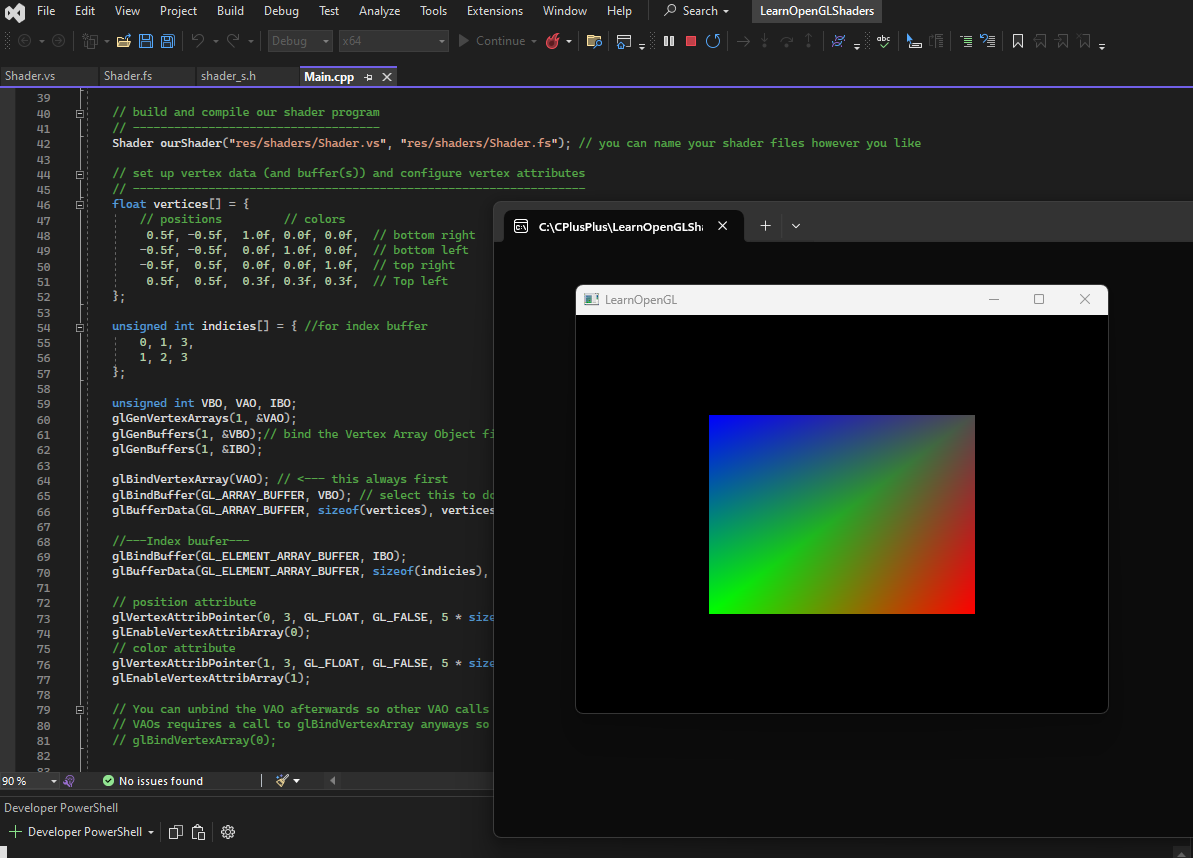 File Edit View Project Build Debug Test Analyze Tools Extensions Window Help Search LearnOpenGLShaders
Debug x64 Continue
Shader.vs Shader.fs shader_s.h Main.cpp
39
40 // build and compile our shader program
41 // ------------------------------------
42 Shader ourShader("res/shaders/Shader.vs", "res/shaders/Shader.fs"); // you can name your shader files however you like
43
44 // set up vertex data (and buffer(s)) and configure vertex attributes
45 // ------------------------------------------------------------------
46 float vertices[] = {
47 // positions // colors
48 0.5f, -0.5f, 1.0f, 0.0f, 0.0f, // bottom right
49 -0.5f, -0.5f, 0.0f, 1.0f, 0.0f, // bottom left
50 -0.5f, 0.5f, 0.0f, 0.0f, 1.0f, // top right
51 0.5f, 0.5f, 0.3f, 0.3f, 0.3f, // Top left
52 };
53
54 unsigned int indicies[] = { //for index buffer
55 0, 1, 3,
56 1, 2, 3
57 };
58
59 unsigned int VBO, VAO, IBO;
60 glGenVertexArrays(1, &VAO);
61 glGenBuffers(1, &VBO);// bind the Vertex Array Object fi
62 glGenBuffers(1, &IBO);
63
64 glBindVertexArray(VAO); // <--- this always first
65 glBindBuffer(GL_ARRAY_BUFFER, VBO); // select this to do
66 glBufferData(GL_ARRAY_BUFFER, sizeof(vertices), vertices
67
68 //---Index buufer---
69 glBindBuffer(GL_ELEMENT_ARRAY_BUFFER, IBO);
70 glBufferData(GL_ELEMENT_ARRAY_BUFFER, sizeof(indicies),
71
72 // position attribute
73 glVertexAttribPointer(0, 3, GL_FLOAT, GL_FALSE, 5 * size
74 glEnableVertexAttribArray(0);
75 // color attribute
76 glVertexAttribPointer(1, 3, GL_FLOAT, GL_FALSE, 5 * size
77 glEnableVertexAttribArray(1);
78
79 // You can unbind the VAO afterwards so other VAO calls
80 // VAOs requires a call to glBindVertexArray anyways so
81 // glBindVertexArray(0);
82
83
C:\CPlusPlus\LearnOpenGLSh
LearnOpenGL
90 % No issues found
Developer PowerShell
Developer PowerShell